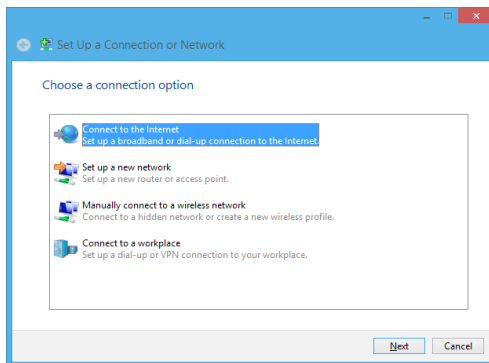 Set Up a Connection or Network
Choose a connection option
Connect to the Internet
Set up a broadband or dial-up connection to the Internet.
Set up a new network
Set up a new router or access point.
Manually connect to a wireless network
Connect to a hidden network or create a new wireless profile.
Connect to a workplace
Set up a dial-up or VPN connection to your workplace.
Next Cancel